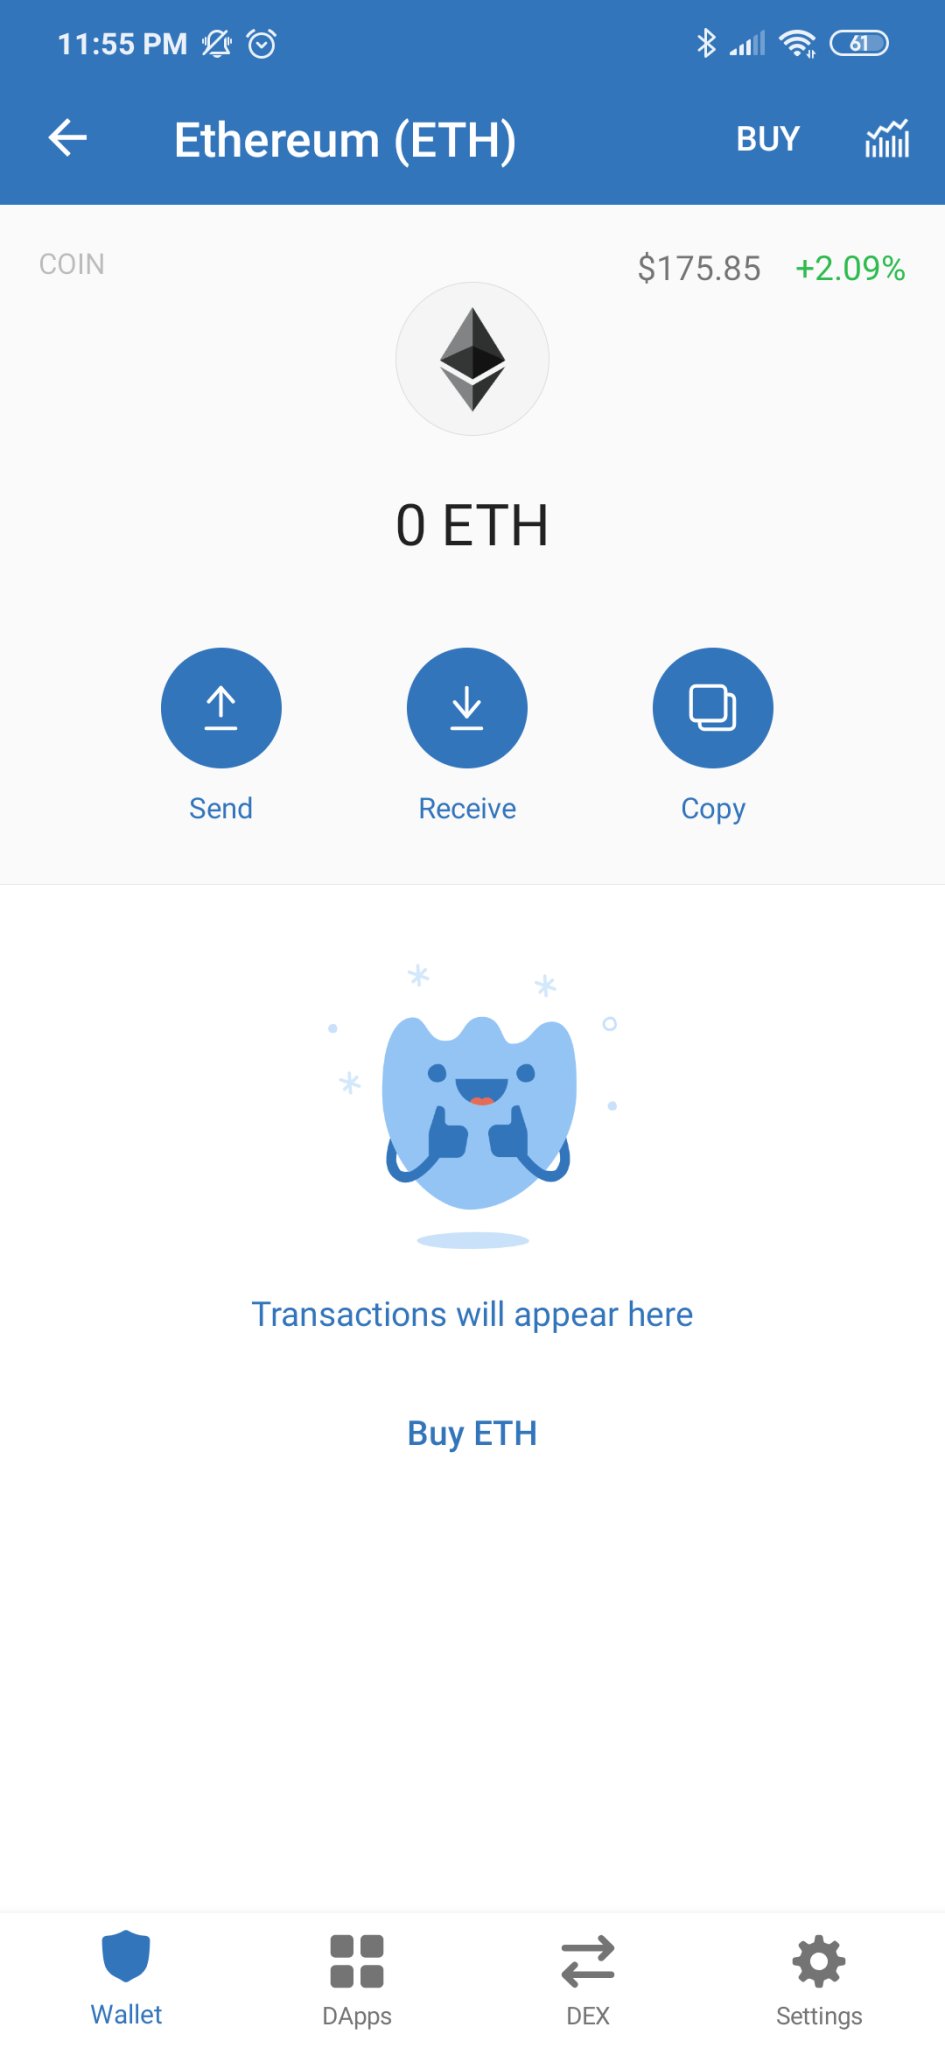 11:55 PM 61
Ethereum (ETH) BUY
COIN $175.85 +2.09%
0 ETH
Send Receive Copy
Transactions will appear here
Buy ETH
Wallet DApps DEX Settings